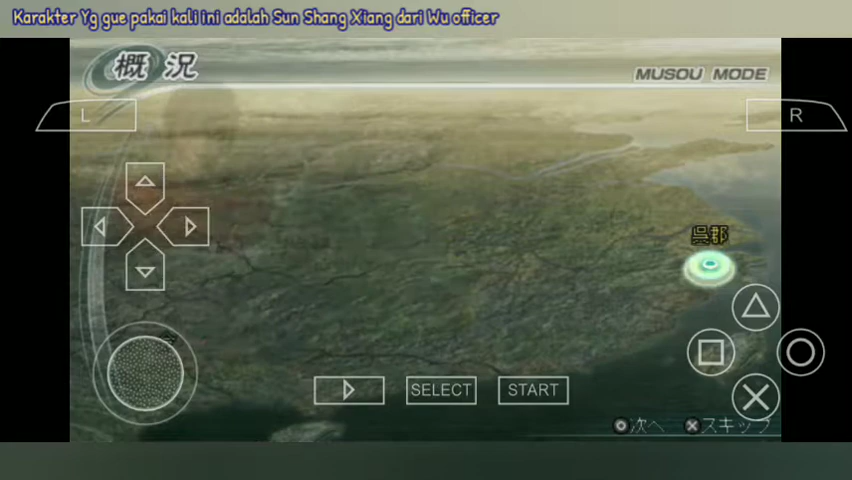 Karakter Yg gue pakai kali ini adalah Sun Shang Xiang dari Wu officer
概況
MUSOU MODE
L
R
呉郡
SELECT
START
次へ スキップ